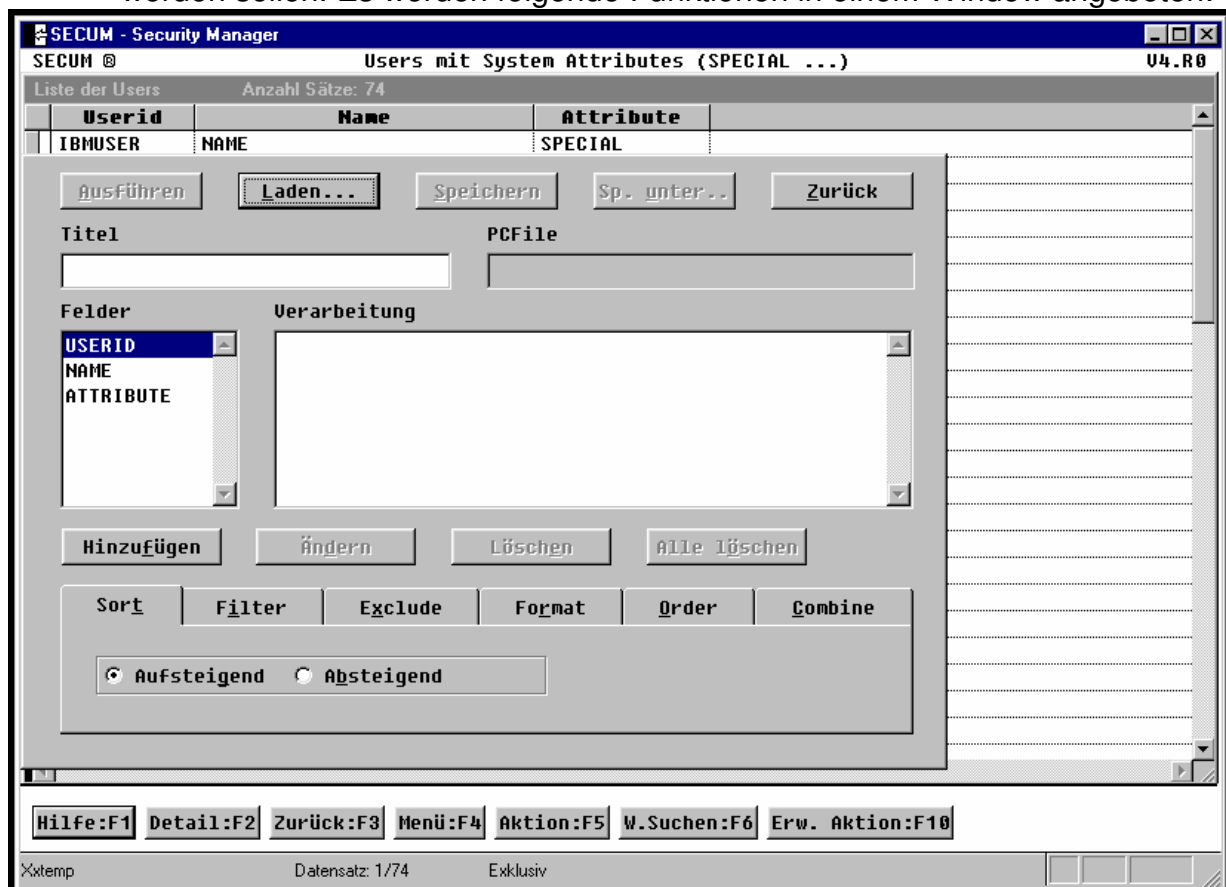 werden sollen. Es werden folgende Funktionen in einem Window angeboten:
SECUM - Security Manager
SECUM ® Users mit System Attributes (SPECIAL ...) V4.R0
Liste der Users Anzahl Sätze: 74
Userid Name Attribute
IBMUSER NAME SPECIAL
Ausführen Laden... Speichern Sp. unter.. Zurück
Titel PCFile
Felder Verarbeitung
USERID
NAME
ATTRIBUTE
Hinzufügen Ändern Löschen Alle löschen
Sort Filter Exclude Format Order Combine
Aufsteigend Absteigend
Hilfe:F1 Detail:F2 Zurück:F3 Menü:F4 Aktion:F5 W.Suchen:F6 Erw. Aktion:F10
Xxtemp Datensatz: 1/74 Exklusiv